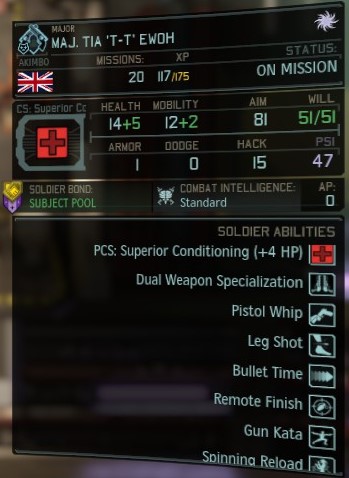 MAJOR
MAJ. TIA 'T-T' EWOH
AKIMBO
MISSIONS: XP STATUS:
20 117/175 ON MISSION
CS: Superior Cc HEALTH MOBILITY AIM WILL
14+5 12+2 81 51/51
ARMOR DODGE HACK PSI
1 0 15 47
SOLDIER BOND: COMBAT INTELLIGENCE: AP:
SUBJECT POOL Standard 0
SOLDIER ABILITIES
PCS: Superior Conditioning (+4 HP)
Dual Weapon Specialization
Pistol Whip
Leg Shot
Bullet Time
Remote Finish
Gun Kata
Spinning Reload